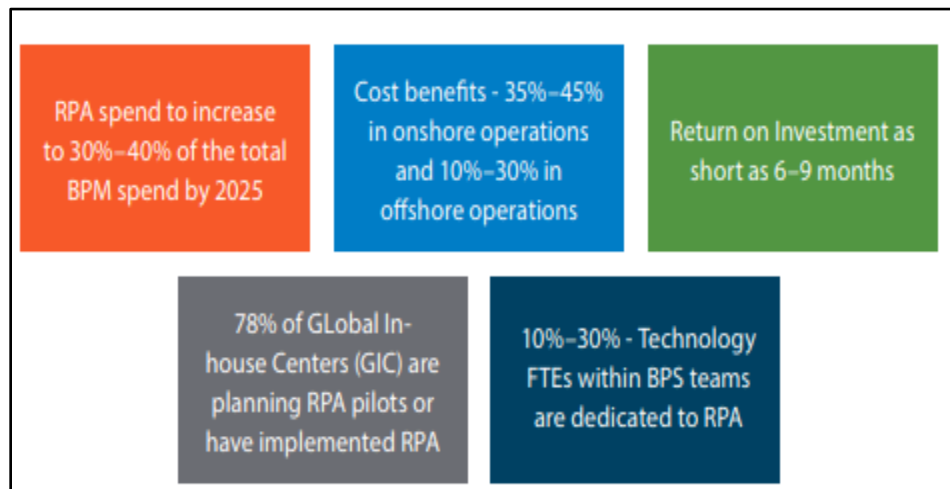 RPA spend to increase
to 30%–40% of the total
BPM spend by 2025
Cost benefits - 35%–45%
in onshore operations
and 10%–30% in
offshore operations
Return on Investment as
short as 6–9 months
78% of GLobal In-
house Centers (GIC) are
planning RPA pilots or
have implemented RPA
10%–30% - Technology
FTEs within BPS teams
are dedicated to RPA